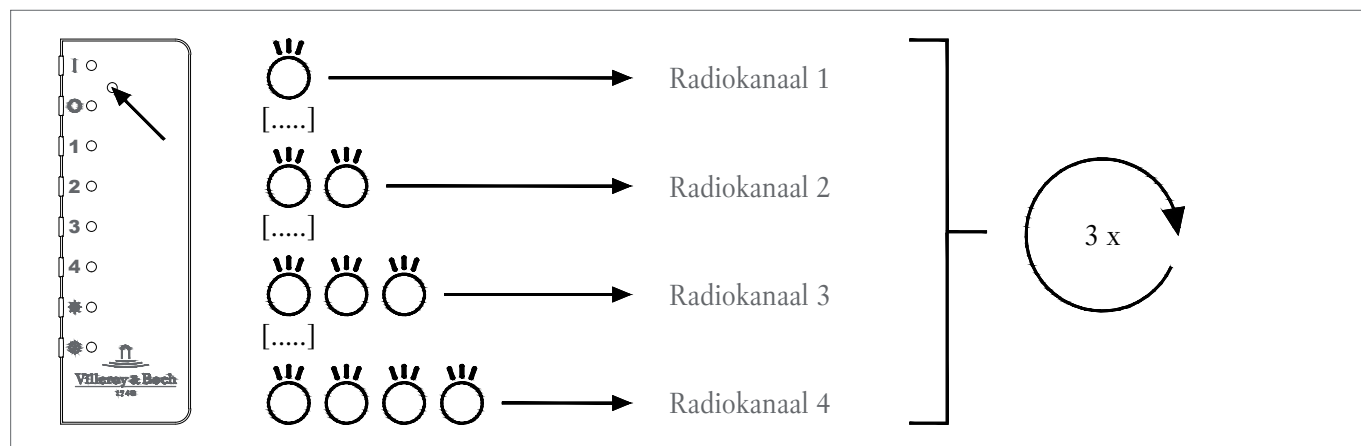 I
1
2
3
4
Villeroy & Boch
1748
[.....]
[.....]
[.....]
Radiokanaal 1
Radiokanaal 2
Radiokanaal 3
Radiokanaal 4
3 x